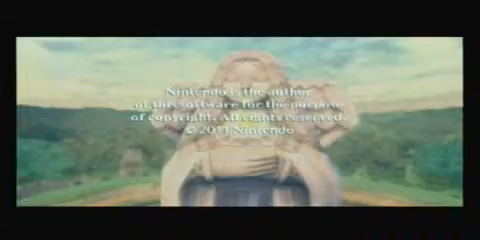 Nintendo is the author
of this software for the purpose
of copyright. All rights reserved.
© 2011 Nintendo